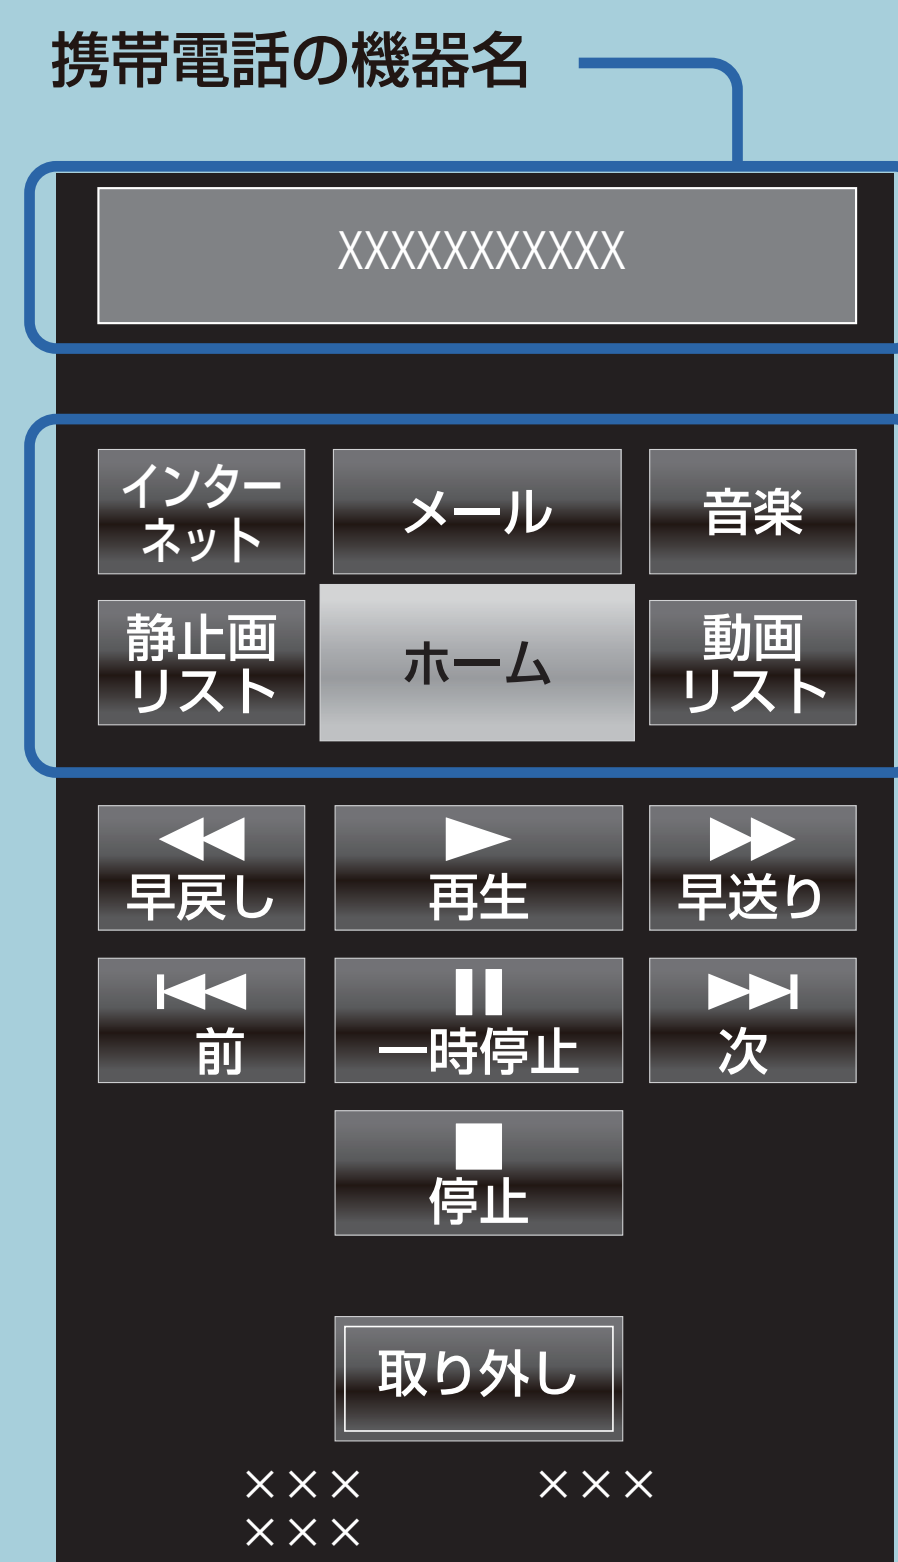 携帯電話の機器名
XXXXXXXXXXX
インター
ネット
メール
音楽
静止画
リスト
ホーム
動画
リスト
早戻し
再生
早送り
前
一時停止
次
停止
取り外し
××× ×××
×××